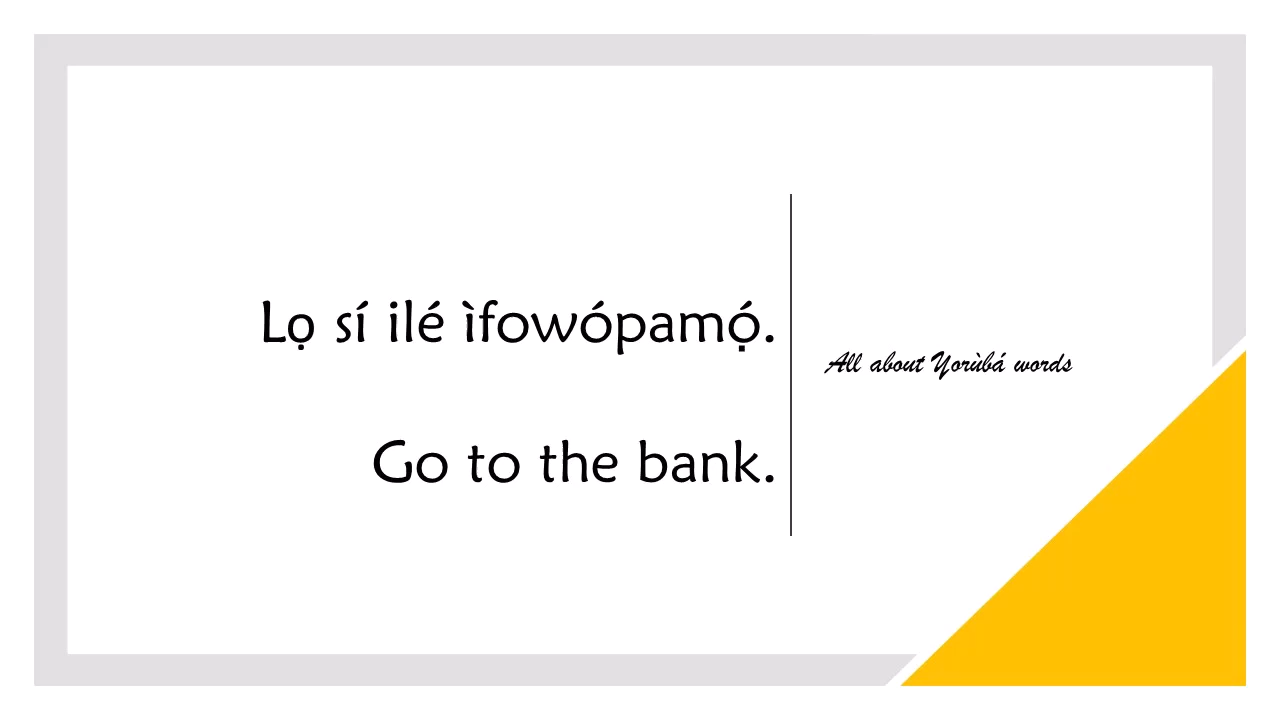 Lọ sí ilé ìfowópamọ́.
Go to the bank.
All about Yorùbá words